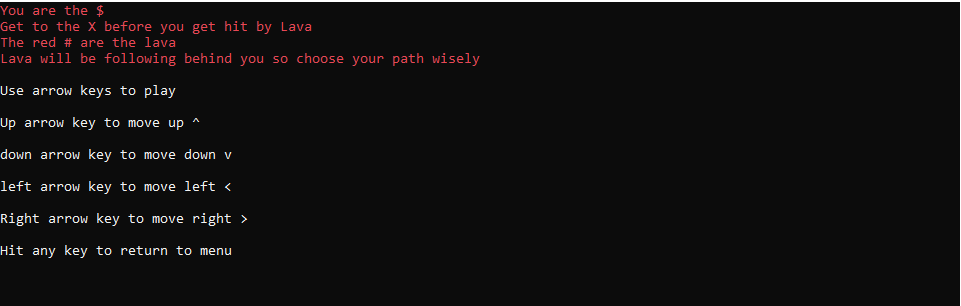 You are the $
Get to the X before you get hit by Lava
The red # are the lava
Lava will be following behind you so choose your path wisely
Use arrow keys to play
Up arrow key to move up ^
down arrow key to move down v
left arrow key to move left <
Right arrow key to move right >
Hit any key to return to menu